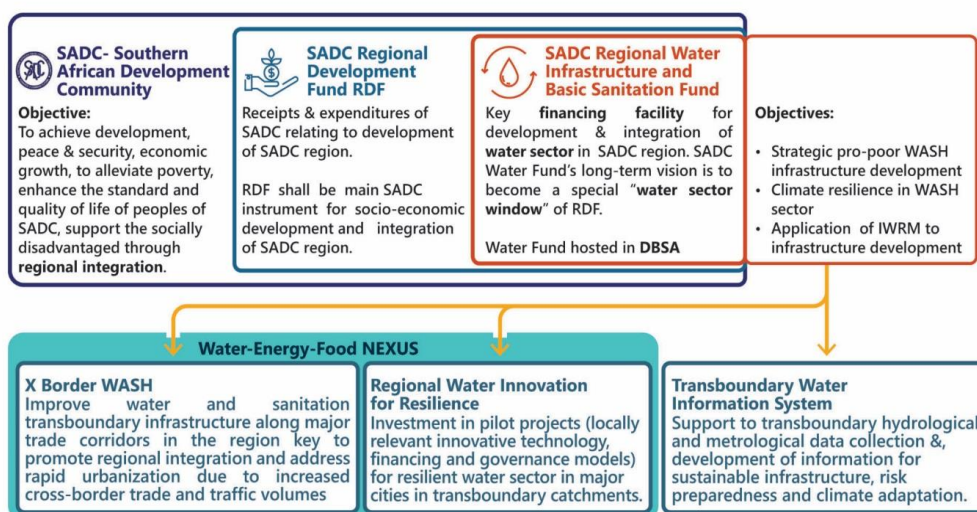 SADC- Southern
African Development
Community
Objective:
To achieve development,
peace & security, economic
growth, to alleviate poverty,
enhance the standard and
quality of life of peoples of
SADC, support the socially
disadvantaged through
regional integration.
SADC Regional
Development
Fund RDF
Receipts & expenditures of
SADC relating to development
of SADC region.
RDF shall be main SADC
instrument for socio-economic
development and integration
of SADC region.
SADC Regional Water
Infrastructure and
Basic Sanitation Fund
Key financing facility for
development & integration of
water sector in SADC region. SADC
Water Fund's long-term vision is to
become a special "water sector
window" of RDF.
Water Fund hosted in DBSA
Objectives:
• Strategic pro-poor WASH
infrastructure development
• Climate resilience in WASH
sector
• Application of IWRM to
infrastructure development
Water-Energy-Food NEXUS
X Border WASH
Improve water and sanitation
transboundary infrastructure along major
trade corridors in the region key to
promote regional integration and address
rapid urbanization due to increased
cross-border trade and traffic volumes
Regional Water Innovation
for Resilience
Investment in pilot projects (locally
relevant innovative technology,
financing and governance models)
for resilient water sector in major
cities in transboundary catchments.
Transboundary Water
Information System
Support to transboundary hydrological
and metrological data collection &,
development of information for
sustainable infrastructure, risk
preparedness and climate adaptation.